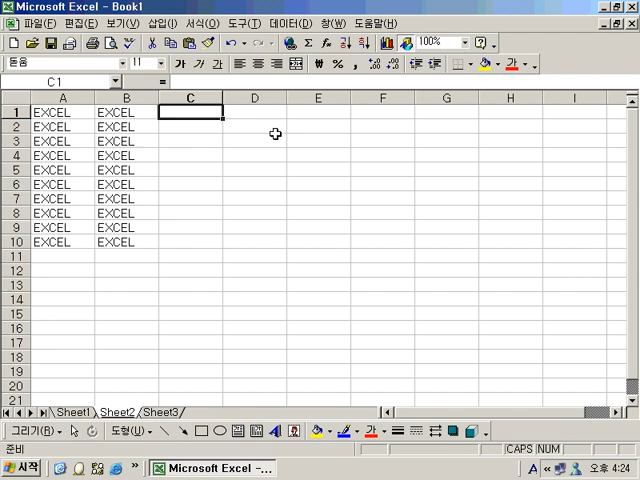 Microsoft Excel - Book1
파일(F) 편집(E) 보기(V) 삽입(I) 서식(O) 도구(T) 데이터(D) 창(W) 도움말(H)
100%
돋움 11 가 가 가
C1 =
A B C D E F G H I
1 EXCEL EXCEL
2 EXCEL EXCEL
3 EXCEL EXCEL
4 EXCEL EXCEL
5 EXCEL EXCEL
6 EXCEL EXCEL
7 EXCEL EXCEL
8 EXCEL EXCEL
9 EXCEL EXCEL
10 EXCEL EXCEL
11
12
13
14
15
16
17
18
19
20
21
Sheet1 Sheet2 Sheet3
그리기(R) 도형(U)
준비 CAPS NUM
시작 Microsoft Excel -... A 오후 4:24